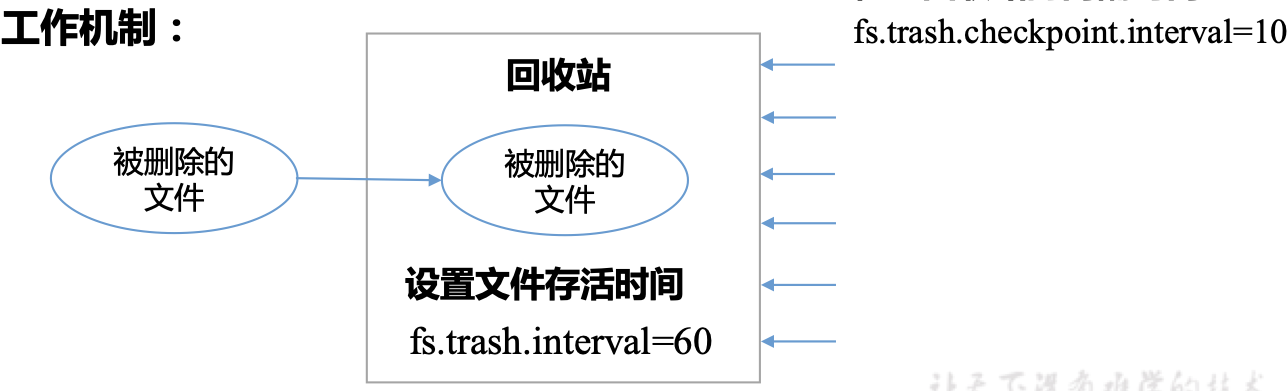 工作机制：
fs.trash.checkpoint.interval=10
回收站
被删除的
文件
被删除的
文件
设置文件存活时间
fs.trash.interval=60